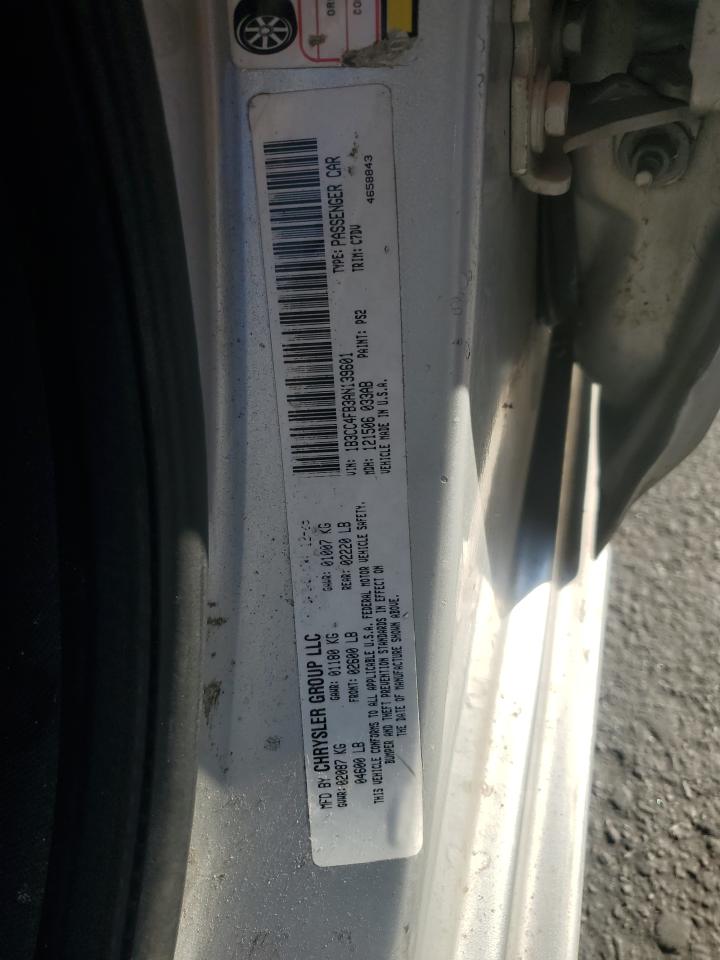 MFD BY CHRYSLER GROUP LLC
GVWR: 02087 KG GAWR: 01180 KG GAWR: 01007 KG
04600 LB FRONT: 02600 LB REAR: 02220 LB
THIS VEHICLE CONFORMS TO ALL APPLICABLE U.S.A. FEDERAL MOTOR VEHICLE SAFETY,
BUMPER AND THEFT PREVENTION STANDARDS IN EFFECT ON
THE DATE OF MANUFACTURE SHOWN ABOVE.
VIN: 1B3CC4FB3AN139601 TYPE: PASSENGER CAR
MDH: 121506 033AB PAINT: PS2 TRIM: C7DV
VEHICLE MADE IN U.S.A. 4658843